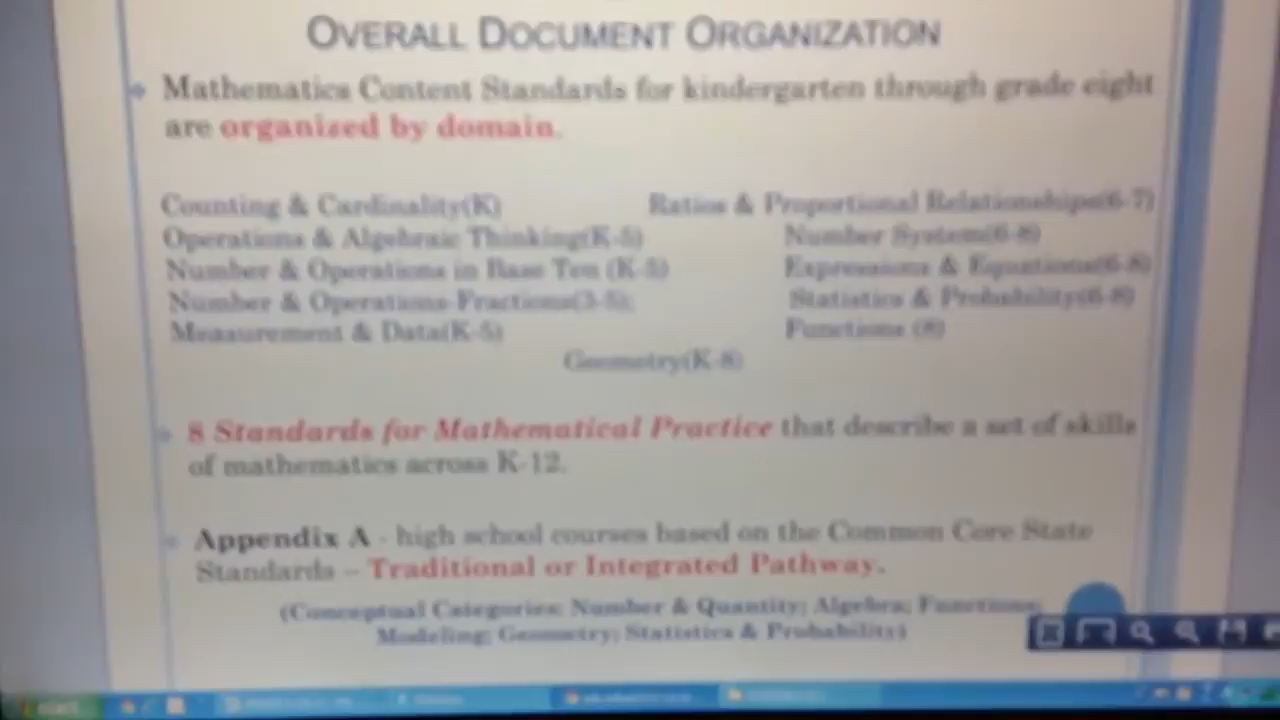 OVERALL DOCUMENT ORGANIZATION
Mathematics Content Standards for kindergarten through grade eight
are organized by domain.
Counting & Cardinality(K)
Ratios & Proportional Relationships(6-7)
Operations & Algebraic Thinking(K-5)
Number System(6-8)
Number & Operations in Base Ten (K-5)
Expressions & Equations(6-8)
Number & Operations-Fractions(3-5);
Statistics & Probability(6-8)
Measurement & Data(K-5)
Functions (8)
Geometry(K-8)
8 Standards for Mathematical Practice that describe a set of skills
of mathematics across K-12.
Appendix A - high school courses based on the Common Core State
Standards – Traditional or Integrated Pathway.
(Conceptual Categories: Number & Quantity; Algebra; Functions;
Modeling; Geometry; Statistics & Probability)